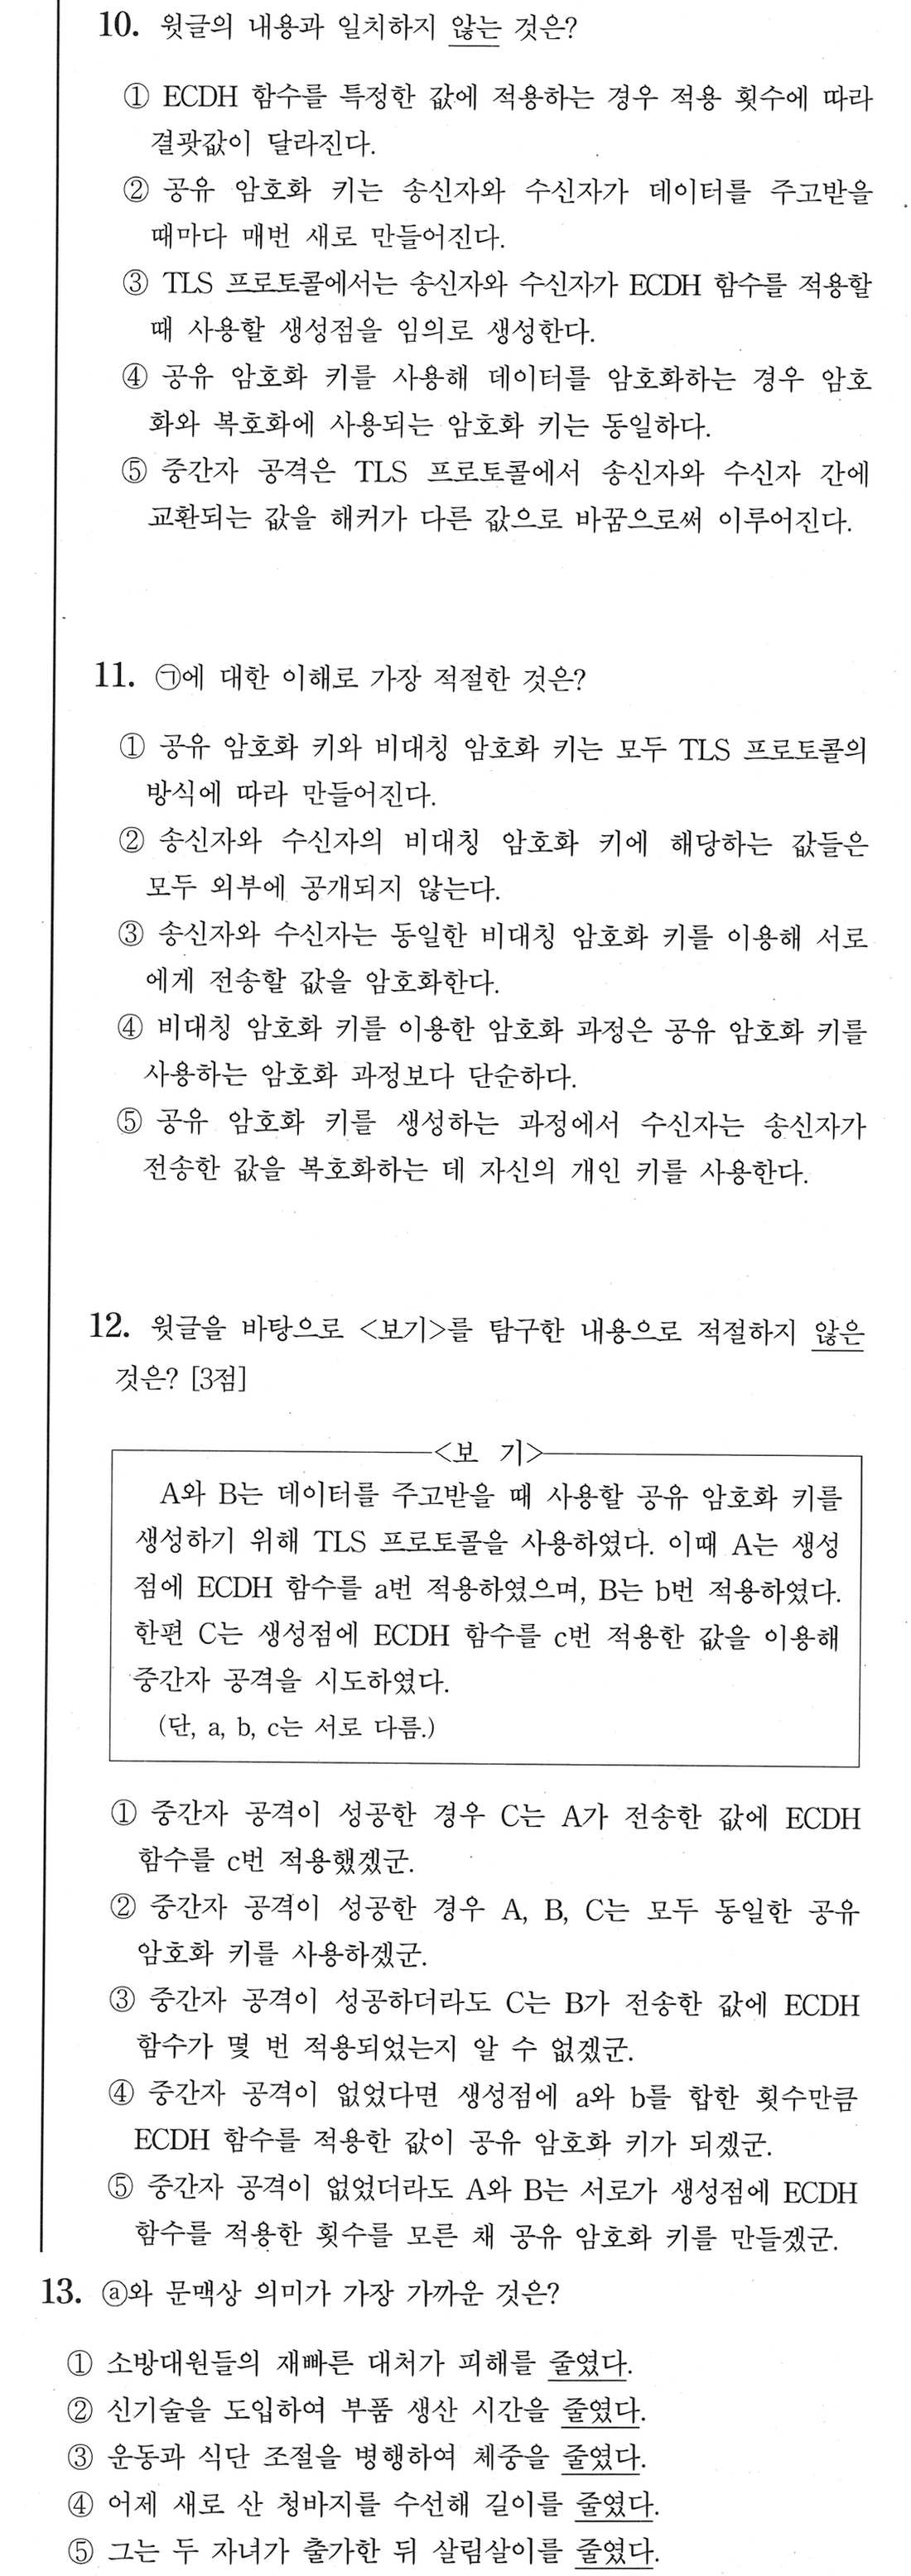 10. 윗글의 내용과 일치하지 않는 것은?
① ECDH 함수를 특정한 값에 적용하는 경우 적용 횟수에 따라
결괏값이 달라진다.
② 공유 암호화 키는 송신자와 수신자가 데이터를 주고받을
때마다 매번 새로 만들어진다.
③ TLS 프로토콜에서는 송신자와 수신자가 ECDH 함수를 적용할
때 사용할 생성점을 임의로 생성한다.
④ 공유 암호화 키를 사용해 데이터를 암호화하는 경우 암호
화와 복호화에 사용되는 암호화 키는 동일하다.
⑤ 중간자 공격은 TLS 프로토콜에서 송신자와 수신자 간에
교환되는 값을 해커가 다른 값으로 바꿈으로써 이루어진다.
11. ㉠에 대한 이해로 가장 적절한 것은?
① 공유 암호화 키와 비대칭 암호화 키는 모두 TLS 프로토콜의
방식에 따라 만들어진다.
② 송신자와 수신자의 비대칭 암호화 키에 해당하는 값들은
모두 외부에 공개되지 않는다.
③ 송신자와 수신자는 동일한 비대칭 암호화 키를 이용해 서로
에게 전송할 값을 암호화한다.
④ 비대칭 암호화 키를 이용한 암호화 과정은 공유 암호화 키를
사용하는 암호화 과정보다 단순하다.
⑤ 공유 암호화 키를 생성하는 과정에서 수신자는 송신자가
전송한 값을 복호화하는 데 자신의 개인 키를 사용한다.
12. 윗글을 바탕으로 <보기>를 탐구한 내용으로 적절하지 않은
것은? [3점]
<보 기>
A와 B는 데이터를 주고받을 때 사용할 공유 암호화 키를
생성하기 위해 TLS 프로토콜을 사용하였다. 이때 A는 생성
점에 ECDH 함수를 a번 적용하였으며, B는 b번 적용하였다.
한편 C는 생성점에 ECDH 함수를 c번 적용한 값을 이용해
중간자 공격을 시도하였다.
(단, a, b, c는 서로 다름.)
① 중간자 공격이 성공한 경우 C는 A가 전송한 값에 ECDH
함수를 c번 적용했겠군.
② 중간자 공격이 성공한 경우 A, B, C는 모두 동일한 공유
암호화 키를 사용하겠군.
③ 중간자 공격이 성공하더라도 C는 B가 전송한 값에 ECDH
함수가 몇 번 적용되었는지 알 수 없겠군.
④ 중간자 공격이 없었다면 생성점에 a와 b를 합한 횟수만큼
ECDH 함수를 적용한 값이 공유 암호화 키가 되겠군.
⑤ 중간자 공격이 없었더라도 A와 B는 서로가 생성점에 ECDH
함수를 적용한 횟수를 모른 채 공유 암호화 키를 만들겠군.
13. ⓐ와 문맥상 의미가 가장 가까운 것은?
① 소방대원들의 재빠른 대처가 피해를 줄였다.
② 신기술을 도입하여 부품 생산 시간을 줄였다.
③ 운동과 식단 조절을 병행하여 체중을 줄였다.
④ 어제 새로 산 청바지를 수선해 길이를 줄였다.
⑤ 그는 두 자녀가 출가한 뒤 살림살이를 줄였다.